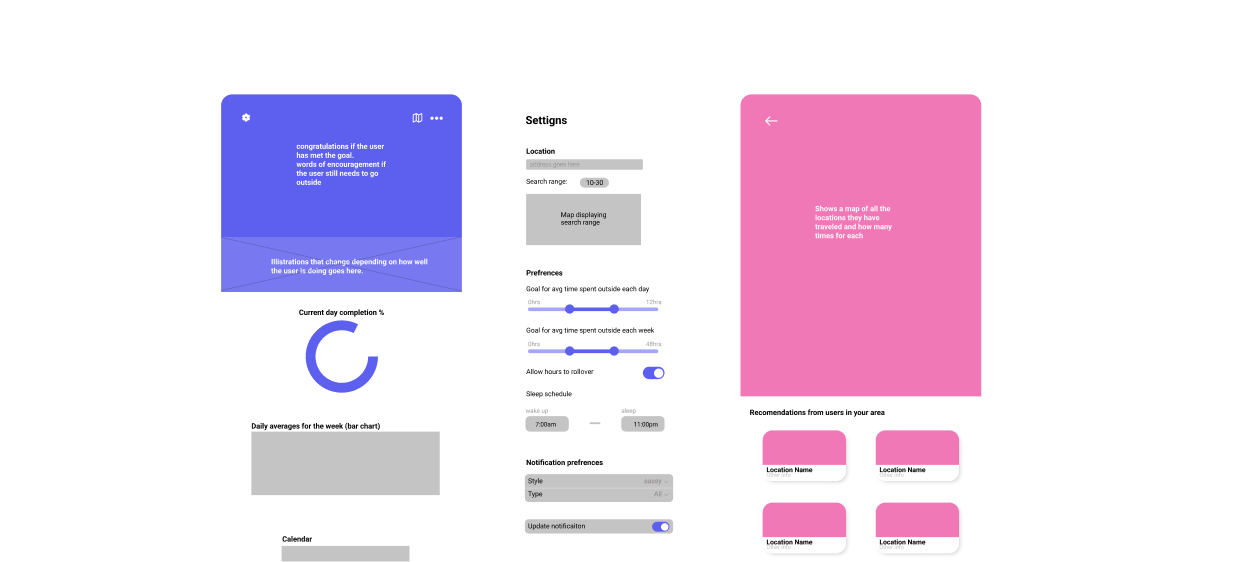 congratulations if the user
has met the goal.
words of encouragement if
the user still needs to go
outside
Illistrations that change depending on how well
the user is doing goes here.
Current day completion %
Daily averages for the week (bar chart)
Calendar
Settigns
Location
address goes here
Search range: 10-30
Map displaying
search range
Prefrences
Goal for avg time spent outside each day
0hrs 12hrs
Goal for avg time spent outside each week
0hrs 48hrs
Allow hours to rollover
Sleep schedule
wake up sleep
7:00am 11:00pm
Notification prefrences
Style sassy
Type All
Update notificaiton
Shows a map of all the
locations they have
traveled and how many
times for each
Recomendations from users in your area
Location Name
Other info
Location Name
Other info
Location Name
Other info
Location Name
Other info